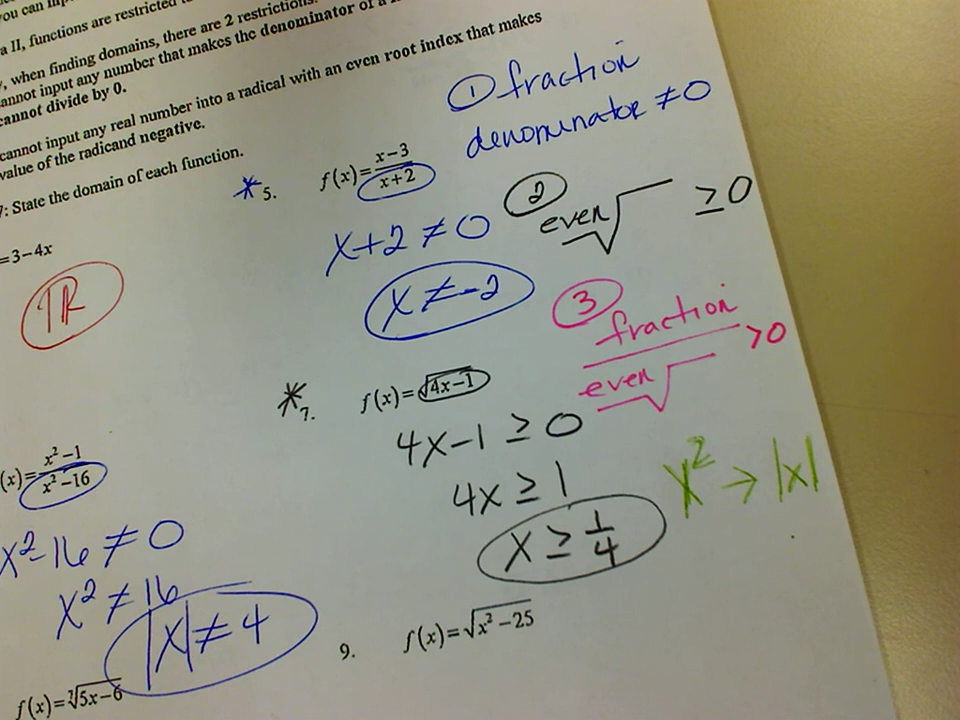 you can
a II, functions are restricted
, when finding domains, there are 2 restrictions.
cannot input any number that makes the denominator of a
cannot divide by 0.
cannot input any real number into a radical with an even root index that makes
value of the radicand negative.
7: State the domain of each function.
① fraction
denominator ≠ 0
* 5. f(x)=(x−3)/(x+2)
x+2 ≠ 0
x ≠ -2
② even √ ≥ 0
=3−4x
ℝ
③ fraction
even √ >0
* 7. f(x)=√(4x−1)
4x-1 ≥ 0
4x ≥ 1
x ≥ 1/4
x² → |x|
(x)=(x²−1)/(x²−16)
x²-16 ≠ 0
x² ≠ 16
|x| ≠ 4
9. f(x)=√(x²−25)
f(x)=∛(5x−6)